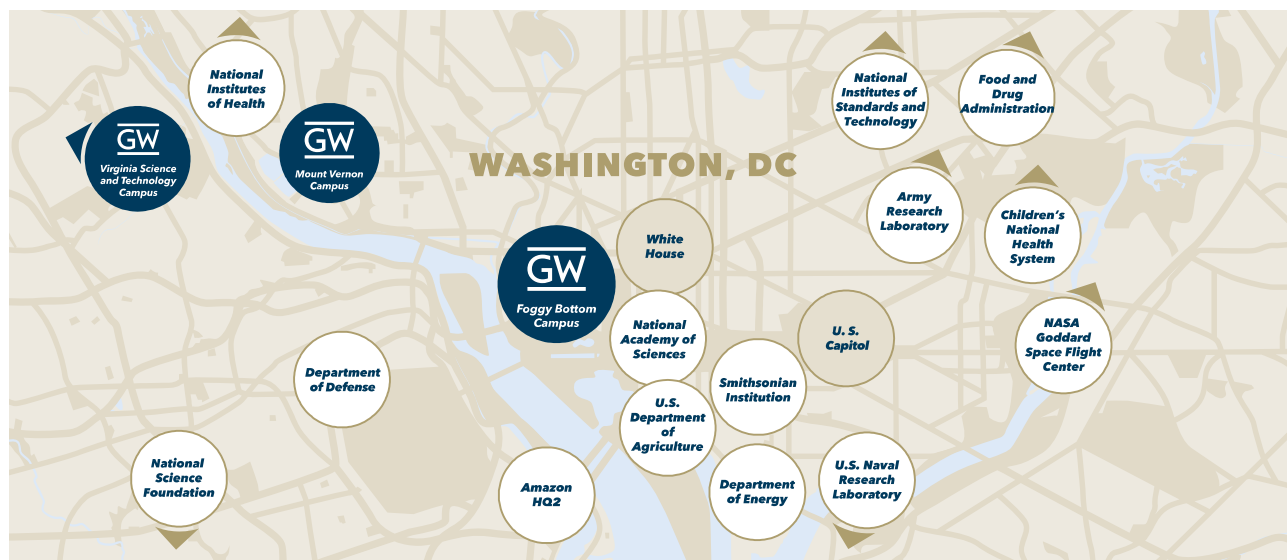 National
Institutes
of Health
GW
Virginia Science
and Technology
Campus
GW
Mount Vernon
Campus
WASHINGTON, DC
National
Institutes of
Standards and
Technology
Food and
Drug
Administration
Army
Research
Laboratory
Children's
National
Health
System
White
House
GW
Foggy Bottom
Campus
National
Academy of
Sciences
U. S.
Capitol
NASA
Goddard
Space Flight
Center
Department
of Defense
Smithsonian
Institution
U.S.
Department
of
Agriculture
National
Science
Foundation
Amazon
HQ2
Department
of Energy
U.S. Naval
Research
Laboratory